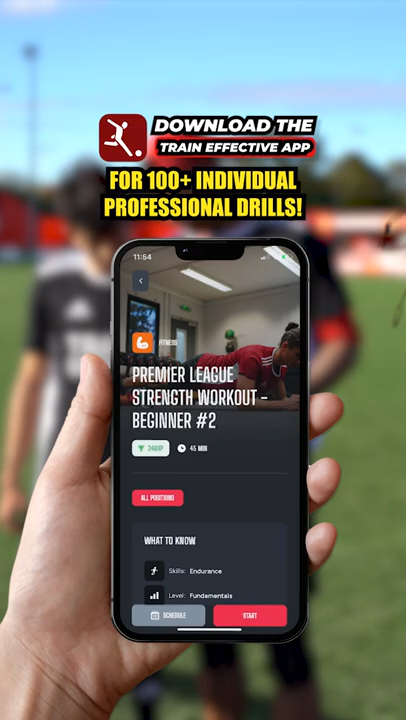 DOWNLOAD THE
TRAIN EFFECTIVE APP
FOR 100+ INDIVIDUAL
PROFESSIONAL DRILLS!
11:54
FITNESS
PREMIER LEAGUE
STRENGTH WORKOUT -
BEGINNER #2
240XP
45 MIN
ALL POSITIONS
WHAT TO KNOW
Skills: Endurance
Level: Fundamentals
SCHEDULE
START